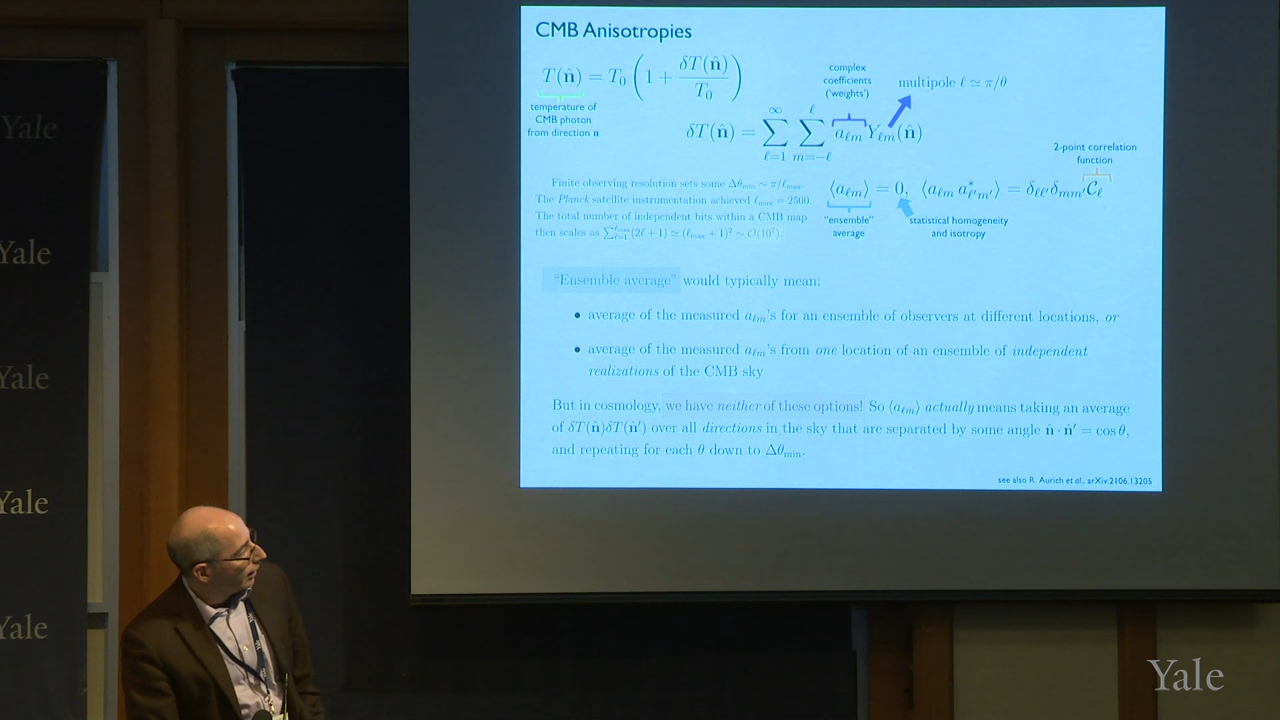 CMB Anisotropies
T(n̂) = T₀ (1 + δT(n̂)/T₀)
temperature of
CMB photon
from direction n
complex
coefficients
('weights')
multipole ℓ ≃ π/θ
δT(n̂) = ∑_{ℓ=1}^{∞} ∑_{m=−ℓ}^{ℓ} a_{ℓm} Y_{ℓm}(n̂)
2-point correlation
function
Finite observing resolution sets some Δθ_min ∼ π/ℓ_max.
The Planck satellite instrumentation achieved ℓ_max = 2500.
The total number of independent bits within a CMB map
then scales as ∑_{ℓ=1}^{ℓ_max}(2ℓ + 1) ≃ (ℓ_max + 1)² ∼ O(10⁷).
⟨a_{ℓm}⟩ = 0, ⟨a_{ℓm} a*_{ℓ′m′}⟩ = δ_{ℓℓ′}δ_{mm′}C_ℓ
"ensemble"
average
statistical homogeneity
and isotropy
"Ensemble average" would typically mean:
• average of the measured a_{ℓm}'s for an ensemble of observers at different locations, or
• average of the measured a_{ℓm}'s from one location of an ensemble of independent
realizations of the CMB sky
But in cosmology, we have neither of these options! So ⟨a_{ℓm}⟩ actually means taking an average
of δT(n̂)δT(n̂′) over all directions in the sky that are separated by some angle n̂ · n̂′ = cos θ,
and repeating for each θ down to Δθ_min.
see also R. Aurich et al., arXiv:2106.13205
Yale
Yale
Yale
Yale
Yale
Yale